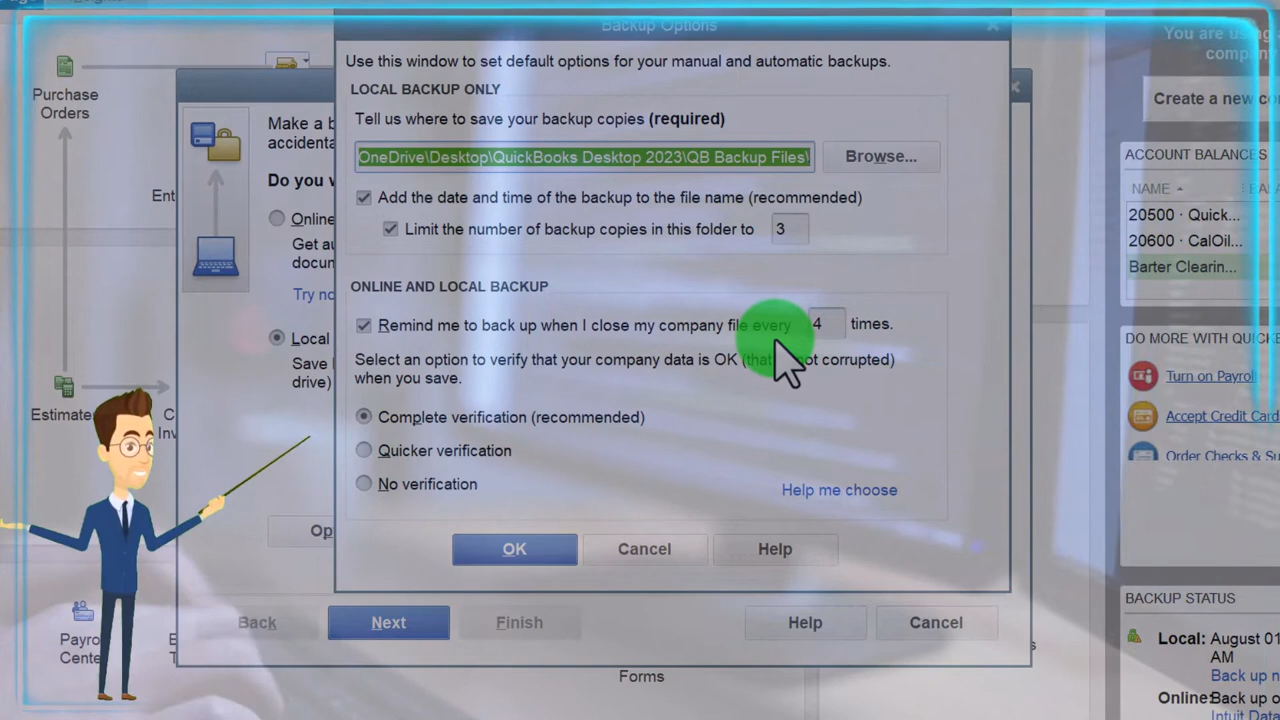 Backup Options
Use this window to set default options for your manual and automatic backups.
LOCAL BACKUP ONLY
Tell us where to save your backup copies (required)
OneDrive\Desktop\QuickBooks Desktop 2023\QB Backup Files\
Browse...
Add the date and time of the backup to the file name (recommended)
Limit the number of backup copies in this folder to 3
ONLINE AND LOCAL BACKUP
Remind me to back up when I close my company file every 4 times.
Select an option to verify that your company data is OK (that not corrupted)
when you save.
Complete verification (recommended)
Quicker verification
No verification
Help me choose
OK
Cancel
Help
Make a b
accidenta
Do you
Online
Get au
docum
Try no
Local
Save
drive)
Op
Back
Next
Finish
Help
Cancel
Purchase
Orders
Ent
Estimate
C
Inv
Payro
Cente
Forms
You are using a
company
Create a new co
ACCOUNT BALANCES
NAME
20500 · Quick...
20600 · CalOil...
Barter Clearin...
DO MORE WITH QUICK
Turn on Payrol
Accept Credit Card
Order Checks & Su
BACKUP STATUS
Local: August 01
AM
Back up n
Online: Back up o
Intuit Data